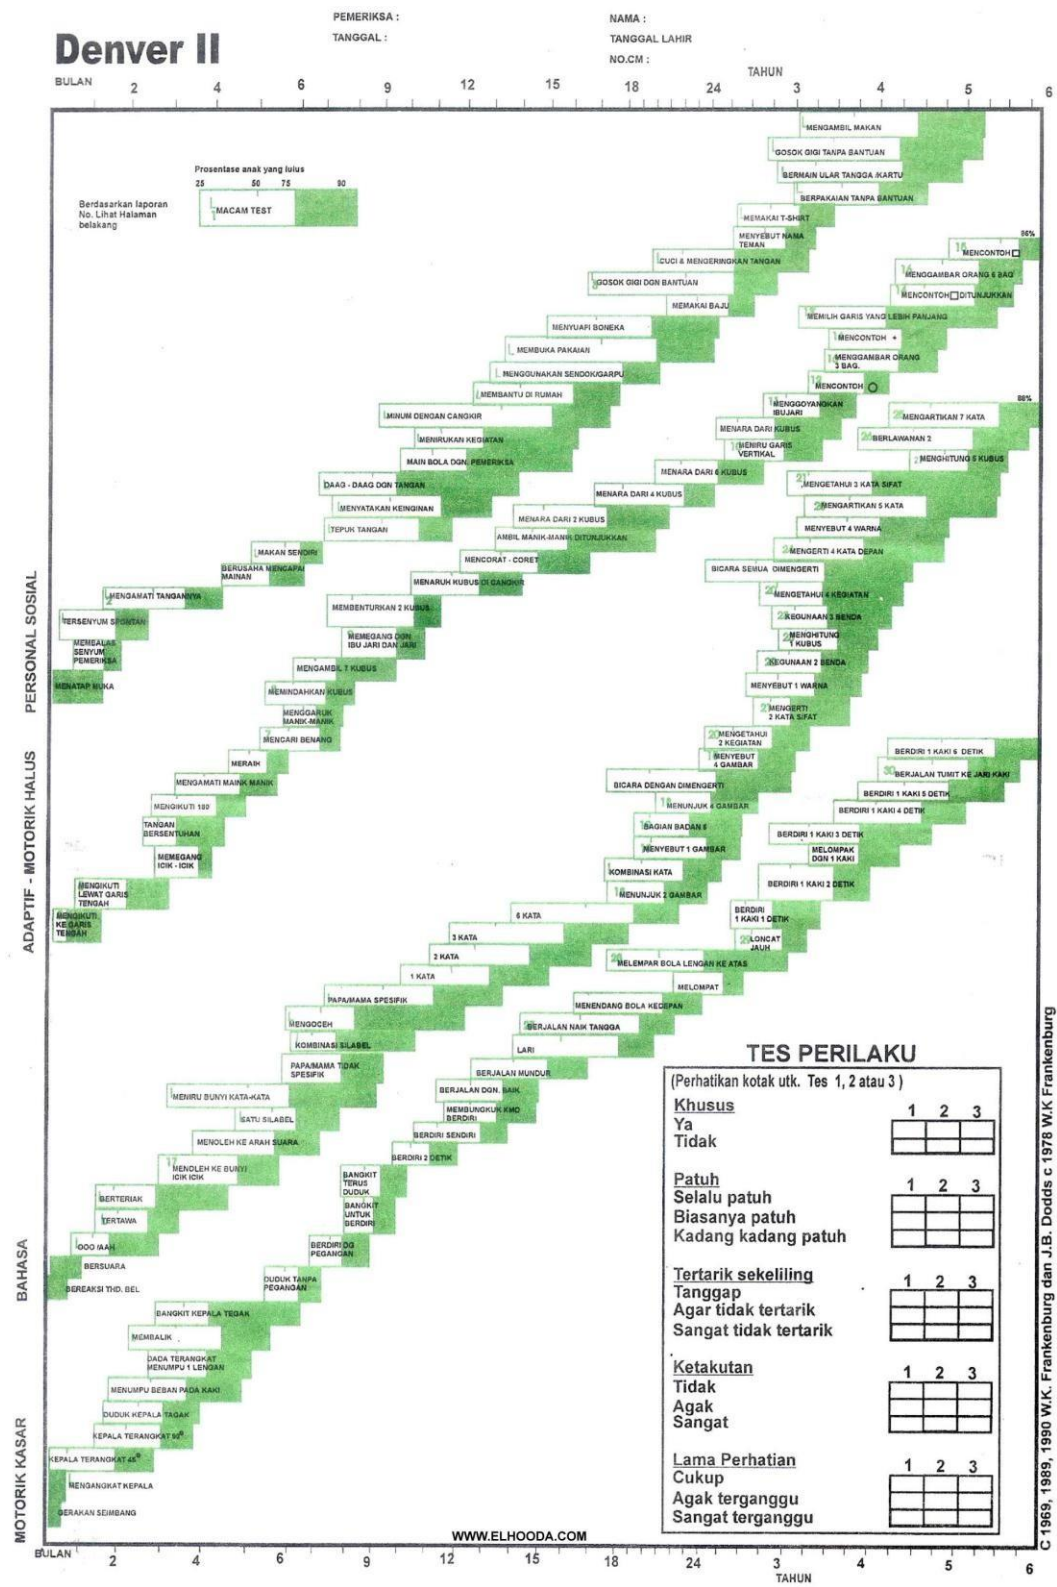 PEMERIKSA :
NAMA :
Denver II
TANGGAL :
TANGGAL LAHIR
NO.CM :
BULAN
TAHUN
2 4 6 9 12 15 18 24 3 4 5 6
MENGAMBIL MAKAN
GOSOK GIGI TANPA BANTUAN
Prosentase anak yang lulus
BERMAIN ULAR TANGGA /KARTU
25 50 75 90
Berdasarkan laporan
No. Lihat Halaman
belakang
MACAM TEST
BERPAKAIAN TANPA BANTUAN
MEMAKAI T-SHIRT
MENYEBUT NAMA
TEMAN
86%
CUCI & MENGERINGKAN TANGAN
15 MENCONTOH
GOSOK GIGI DGN BANTUAN
MENGGAMBAR ORANG 6 BAG
MEMAKAI BAJU
MENCONTOH DITUNJUKKAN
MEMILIH GARIS YANG LEBIH PANJANG
MENYUAPI BONEKA
MENCONTOH +
MEMBUKA PAKAIAN
MENGGAMBAR ORANG
3 BAG.
MENGGUNAKAN SENDOK/GARPU
12
MENCONTOH
MEMBANTU DI RUMAH
11
MENGGOYANGKAN
IBUJARI
88%
MINUM DENGAN CANGKIR
MENGARTIKAN 7 KATA
MENARA DARI KUBUS
MENIRUKAN KEGIATAN
BERLAWANAN 2
10 MENIRU GARIS
VERTIKAL
MAIN BOLA DGN. PEMERIKSA
MENGHITUNG 5 KUBUS
MENARA DARI 6 KUBUS
DAAG - DAAG DGN TANGAN
MENGETAHUI 3 KATA SIFAT
MENARA DARI 4 KUBUS
MENYATAKAN KEINGINAN
MENGARTIKAN 5 KATA
MENARA DARI 2 KUBUS
TEPUK TANGAN
MENYEBUT 4 WARNA
AMBIL MANIK-MANIK DITUNJUKKAN
MAKAN SENDIRI
MENGERTI 4 KATA DEPAN
MENCORAT - CORET
BERUSAHA MENCAPAI
MAINAN
BICARA SEMUA DIMENGERTI
MENARUH KUBUS DI CANGKIR
MENGAMATI TANGANNYA
MENGETAHUI 4 KEGIATAN
MEMBENTURKAN 2 KUBUS
TERSENYUM SPONTAN
KEGUNAAN 3 BENDA
MEMEGANG DGN
IBU JARI DAN JARI
MENGHITUNG
1 KUBUS
MEMBALAS
SENYUM
PEMERIKSA
MENGAMBIL 7 KUBUS
KEGUNAAN 2 BENDA
MENATAP MUKA
MEMINDAHKAN KUBUS
MENYEBUT 1 WARNA
PERSONAL SOSIAL
MENGGARUK
MANIK-MANIK
MENGERTI
2 KATA SIFAT
MENCARI BENANG
MENGETAHUI
2 KEGIATAN
BERDIRI 1 KAKI 6 DETIK
MERAIH
MENYEBUT
4 GAMBAR
30
BERJALAN TUMIT KE JARI KAKI
MENGAMATI MAINK MANIK
BICARA DENGAN DIMENGERTI
BERDIRI 1 KAKI 5 DETIK
MENGIKUTI 180
MENUNJUK 4 GAMBAR
BERDIRI 1 KAKI 4 DETIK
TANGAN
BERSENTUHAN
BAGIAN BADAN 6
BERDIRI 1 KAKI 3 DETIK
MEMEGANG
ICIK - ICIK
MENYEBUT 1 GAMBAR
MELOMPAK
DGN 1 KAKI
KOMBINASI KATA
MENGIKUTI
LEWAT GARIS
TENGAH
MENUNJUK 2 GAMBAR
BERDIRI 1 KAKI 2 DETIK
MENGIKUTI
KE GARIS
TENGAH
6 KATA
BERDIRI
1 KAKI 1 DETIK
ADAPTIF - MOTORIK HALUS
3 KATA
LONCAT
JAUH
2 KATA
MELEMPAR BOLA LENGAN KE ATAS
1 KATA
MELOMPAT
PAPA/MAMA SPESIFIK
MENENDANG BOLA KEDEPAN
MENGOCEH
BERJALAN NAIK TANGGA
KOMBINASI SILABEL
LARI
PAPA/MAMA TIDAK
SPESIFIK
BERJALAN MUNDUR
MENIRU BUNYI KATA-KATA
BERJALAN DGN. BAIK
SATU SILABEL
MEMBUNGKUK KMD
BERDIRI
MENOLEH KE ARAH SUARA
BERDIRI SENDIRI
17
MENOLEH KE BUNYI
ICIK ICIK
BERDIRI 2 DETIK
BERTERIAK
BANGKIT
TERUS
DUDUK
TERTAWA
BANGKIT
UNTUK
BERDIRI
OOO /AAH
BERDIRI DG
PEGANGAN
BERSUARA
BEREAKSI THD. BEL
DUDUK TANPA
PEGANGAN
BAHASA
BANGKIT KEPALA TEGAK
MEMBALIK
DADA TERANGKAT
MENUMPU 1 LENGAN
MENUMPU BEBAN PADA KAKI
DUDUK KEPALA TAGAK
KEPALA TERANGKAT 90°
KEPALA TERANGKAT 45°
MENGANGKAT KEPALA
GERAKAN SEIMBANG
MOTORIK KASAR
TES PERILAKU
(Perhatikan kotak utk. Tes 1, 2 atau 3 )
Khusus 1 2 3
Ya
Tidak
Patuh 1 2 3
Selalu patuh
Biasanya patuh
Kadang kadang patuh
Tertarik sekeliling 1 2 3
Tanggap
Agar tidak tertarik
Sangat tidak tertarik
Ketakutan 1 2 3
Tidak
Agak
Sangat
Lama Perhatian 1 2 3
Cukup
Agak terganggu
Sangat terganggu
WWW.ELHOODA.COM
C 1969, 1989, 1990 W.K. Frankenburg dan J.B. Dodds c 1978 W.K Frankenburg
BULAN
2 4 6 9 12 15 18 24 3 4 5 6
TAHUN